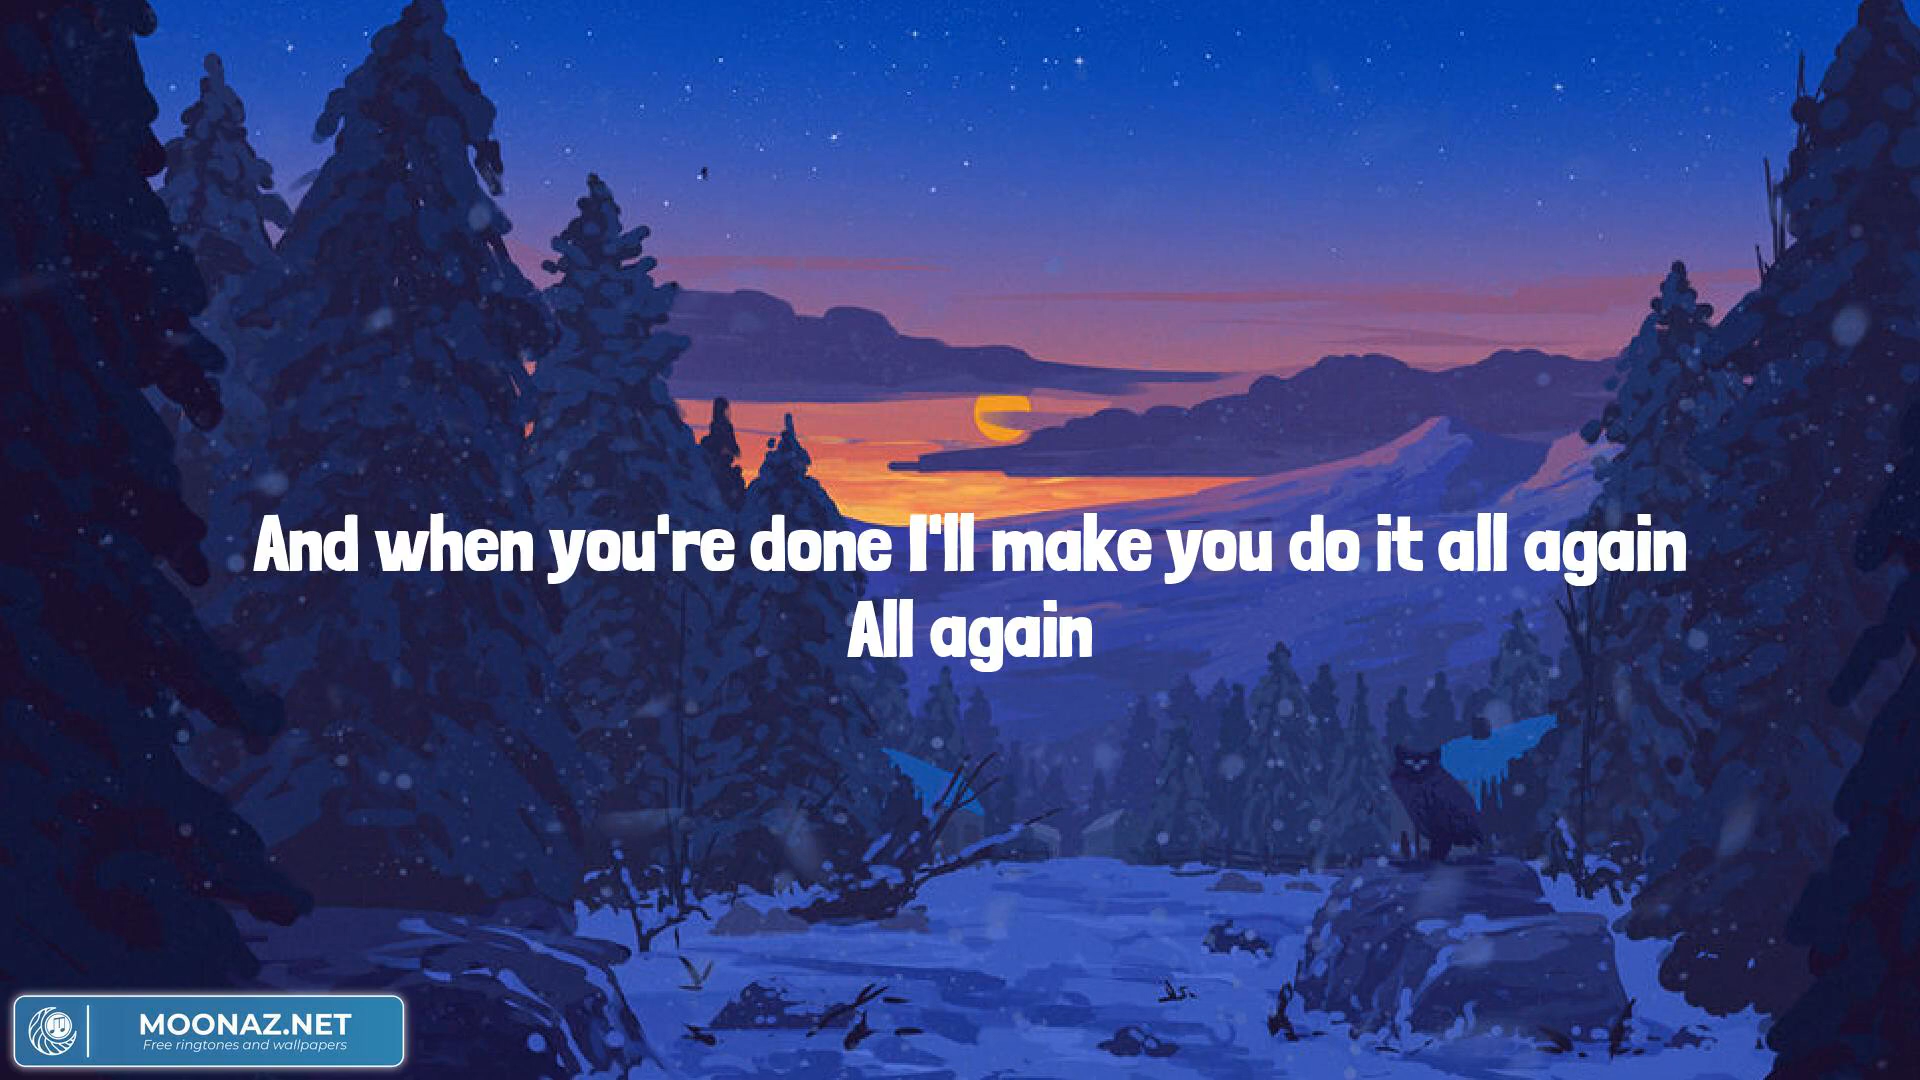 And when you're done I'll make you do it all again
All again
MOONAZ.NET
Free ringtones and wallpapers